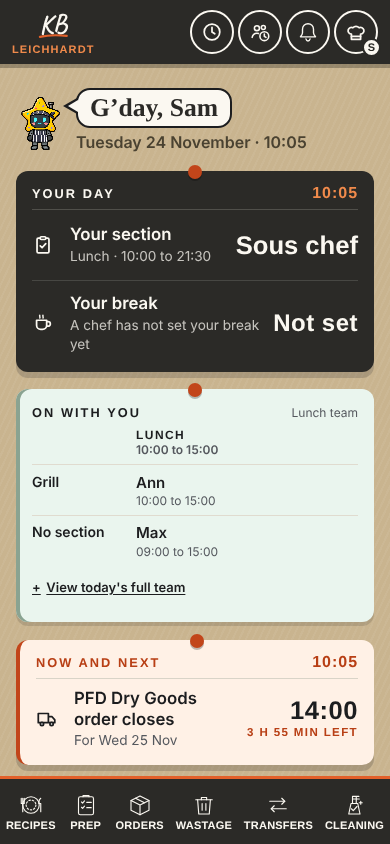 KB
LEICHHARDT
S
G’day, Sam
Tuesday 24 November · 10:05
YOUR DAY 10:05
Your section
Lunch · 10:00 to 21:30
Sous chef
Your break
A chef has not set your break
yet
Not set
ON WITH YOU Lunch team
LUNCH
10:00 to 15:00
Grill Ann
10:00 to 15:00
No section Max
09:00 to 15:00
+ View today's full team
NOW AND NEXT 10:05
PFD Dry Goods
order closes
For Wed 25 Nov
14:00
3 H 55 MIN LEFT
RECIPES PREP ORDERS WASTAGE TRANSFERS CLEANING